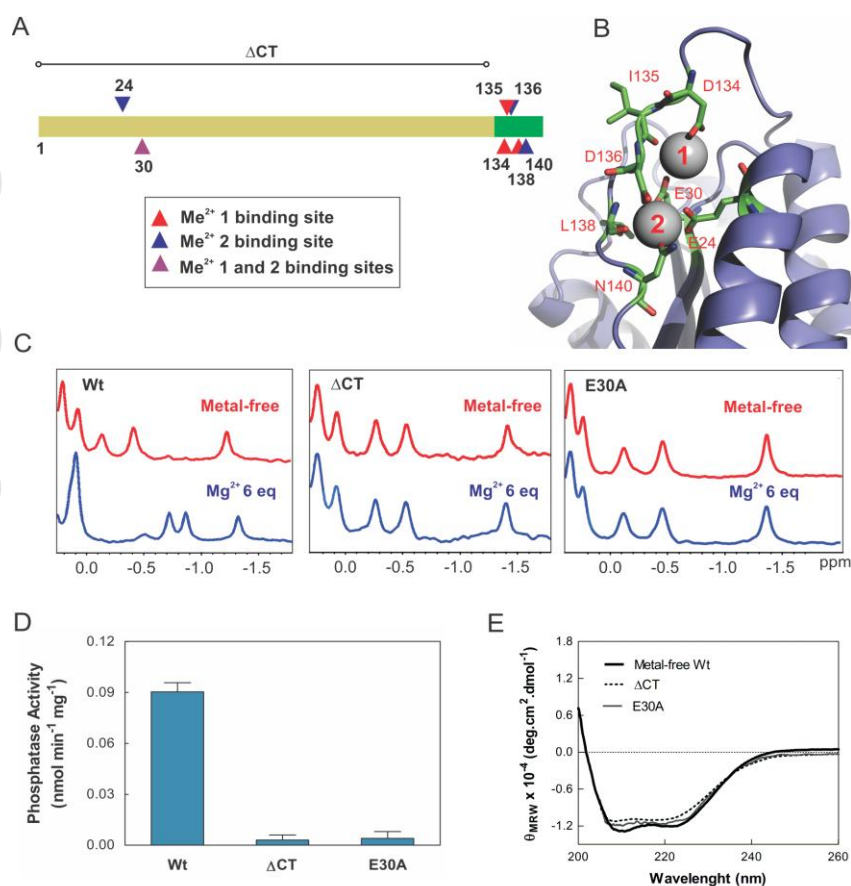 A
ΔCT
24
135
136
1
30
134
138
140
Me²⁺ 1 binding site
Me²⁺ 2 binding site
Me²⁺ 1 and 2 binding sites
B
I135
D134
1
D136
E30
2
L138
E24
N140
C
Wt
Metal-free
Mg²⁺ 6 eq
0.0 -0.5 -1.0 -1.5
ΔCT
Metal-free
Mg²⁺ 6 eq
0.0 -0.5 -1.0 -1.5
E30A
Metal-free
Mg²⁺ 6 eq
0.0 -0.5 -1.0 -1.5 ppm
D
Phosphatase Activity
(nmol min⁻¹ mg⁻¹)
0.12
0.09
0.06
0.03
0.00
Wt ΔCT E30A
E
θMRW x 10⁻⁴ (deg.cm².dmol⁻¹)
1.8
1.2
0.6
0.0
-0.6
-1.2
Metal-free Wt
ΔCT
E30A
200 220 240 260
Wavelenght (nm)